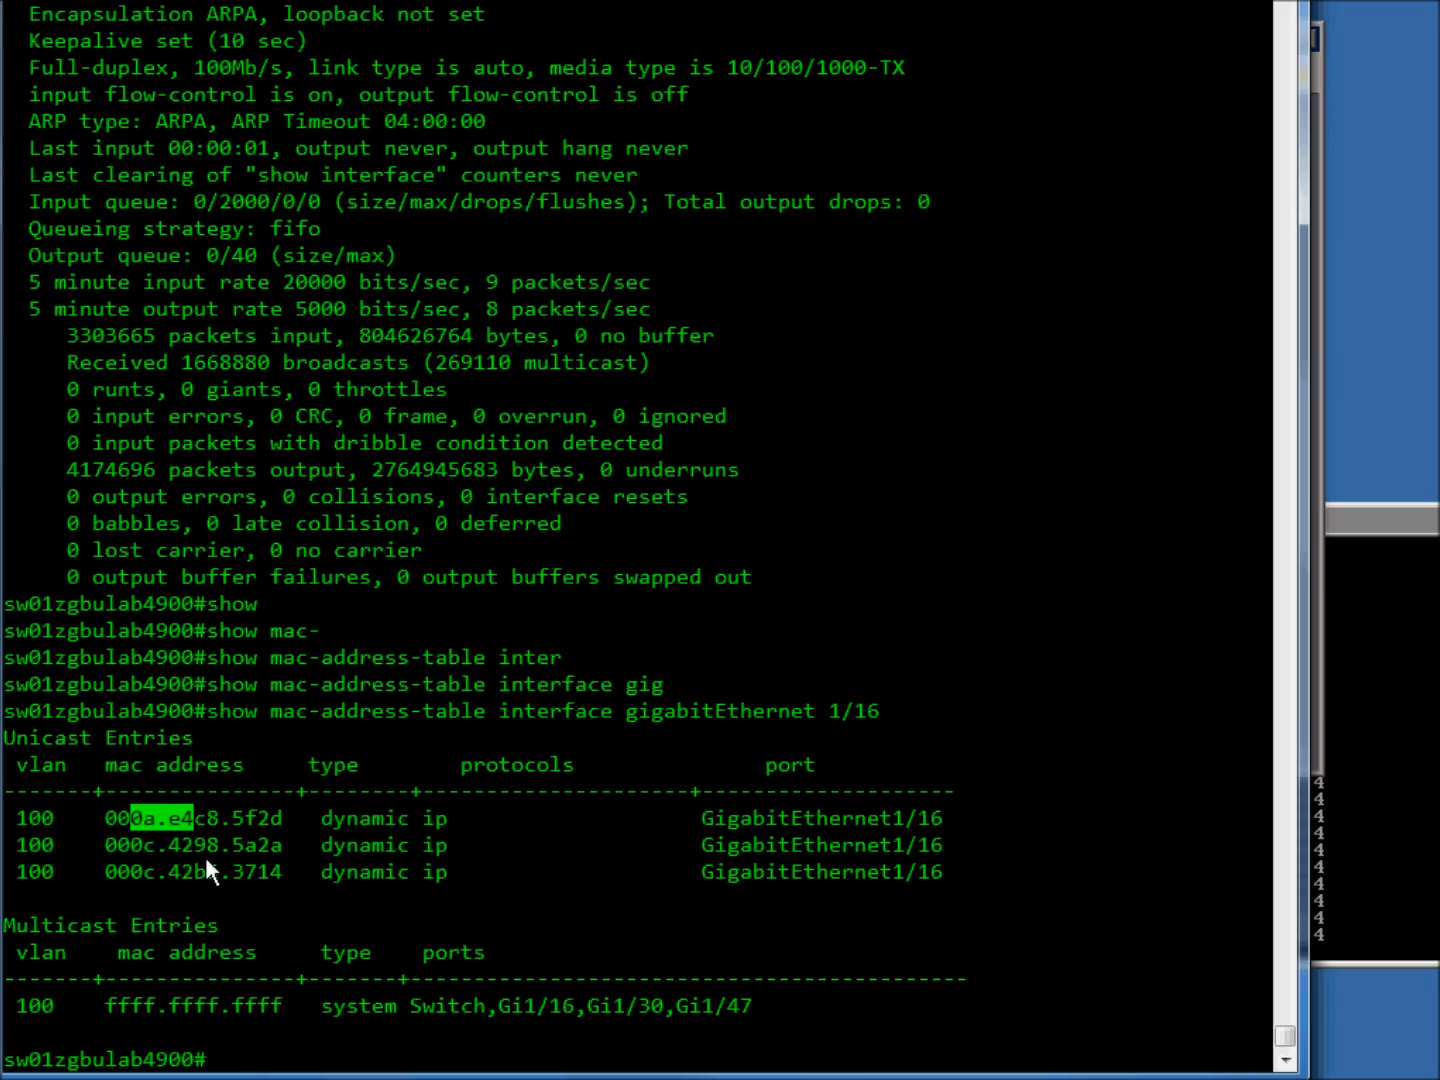 Encapsulation ARPA, loopback not set
Keepalive set (10 sec)
Full-duplex, 100Mb/s, link type is auto, media type is 10/100/1000-TX
input flow-control is on, output flow-control is off
ARP type: ARPA, ARP Timeout 04:00:00
Last input 00:00:01, output never, output hang never
Last clearing of "show interface" counters never
Input queue: 0/2000/0/0 (size/max/drops/flushes); Total output drops: 0
Queueing strategy: fifo
Output queue: 0/40 (size/max)
5 minute input rate 20000 bits/sec, 9 packets/sec
5 minute output rate 5000 bits/sec, 8 packets/sec
3303665 packets input, 804626764 bytes, 0 no buffer
Received 1668880 broadcasts (269110 multicast)
0 runts, 0 giants, 0 throttles
0 input errors, 0 CRC, 0 frame, 0 overrun, 0 ignored
0 input packets with dribble condition detected
4174696 packets output, 2764945683 bytes, 0 underruns
0 output errors, 0 collisions, 0 interface resets
0 babbles, 0 late collision, 0 deferred
0 lost carrier, 0 no carrier
0 output buffer failures, 0 output buffers swapped out
sw01zgbulab4900#show
sw01zgbulab4900#show mac-
sw01zgbulab4900#show mac-address-table inter
sw01zgbulab4900#show mac-address-table interface gig
sw01zgbulab4900#show mac-address-table interface gigabitEthernet 1/16
Unicast Entries
vlan mac address type protocols port
-------+---------------+--------+---------------------+--------------------
100 000a.e4c8.5f2d dynamic ip GigabitEthernet1/16
100 000c.4298.5a2a dynamic ip GigabitEthernet1/16
100 dynamic ip GigabitEthernet1/16
Multicast Entries
vlan mac address type ports
-------+---------------+-------+--------------------------------------------
100 ffff.ffff.ffff system Switch,Gi1/16,Gi1/30,Gi1/47
sw01zgbulab4900#
4
4
4
4
4
4
4
4
4
4